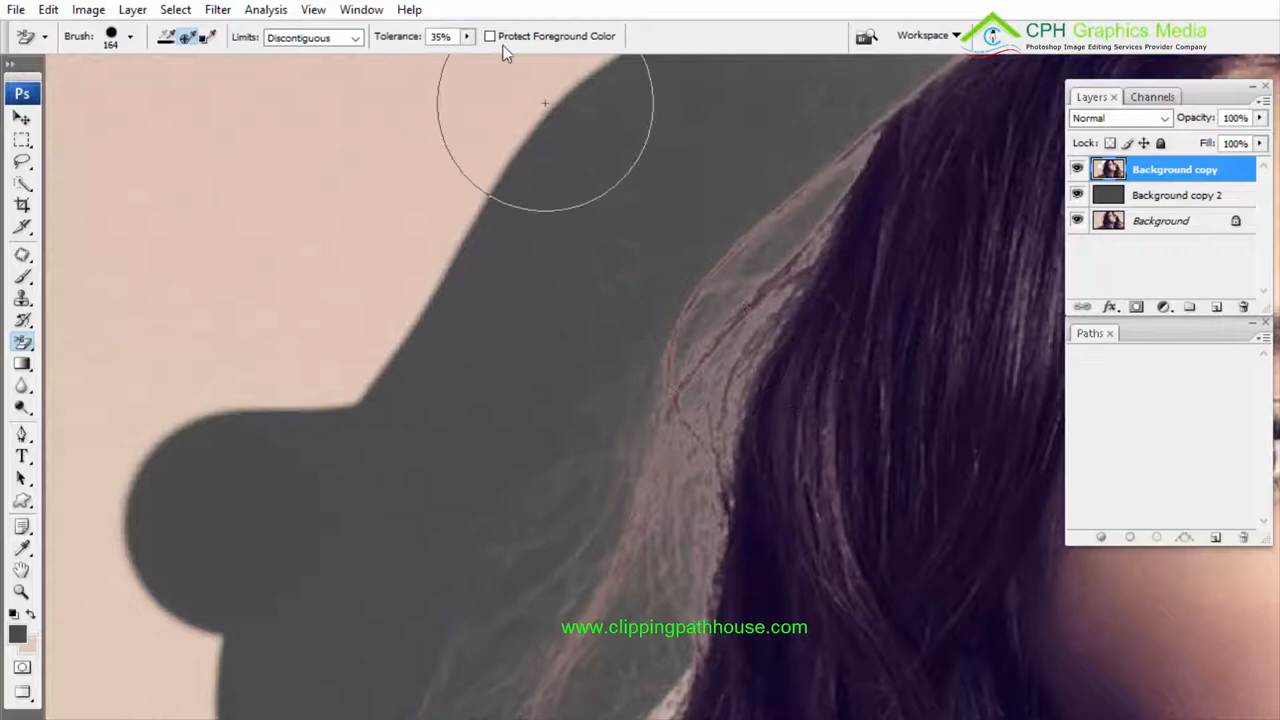 File Edit Image Layer Select Filter Analysis View Window Help
Brush: 164 Limits: Discontiguous Tolerance: 35% Protect Foreground Color Workspace
CPH Graphics Media
Photoshop Image Editing Services Provider Company
Ps
T
Layers Channels
Normal Opacity: 100%
Lock: Fill: 100%
Background copy
Background copy 2
Background
fx
Paths
www.clippingpathhouse.com